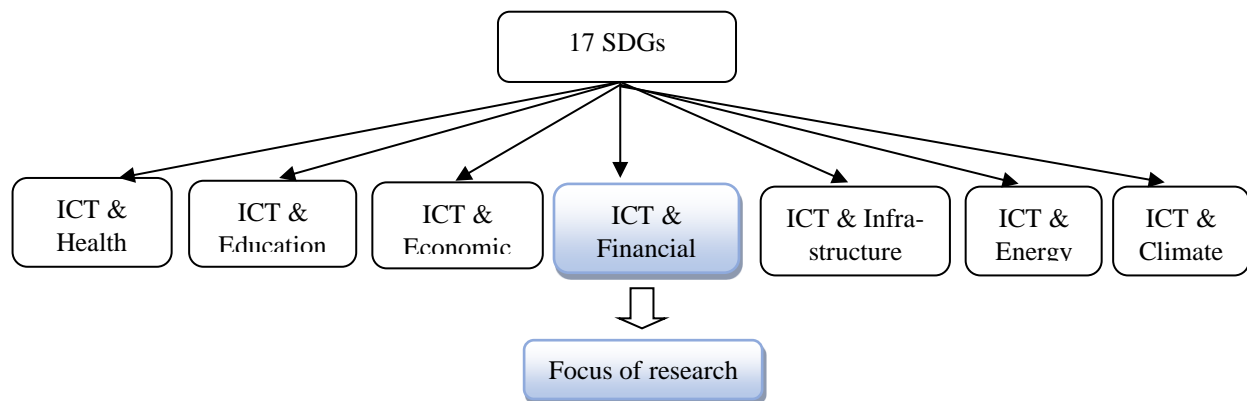 17 SDGs
ICT &
Health
ICT &
Education
ICT &
Economic
ICT &
Financial
ICT & Infra-
structure
ICT &
Energy
ICT &
Climate
Focus of research